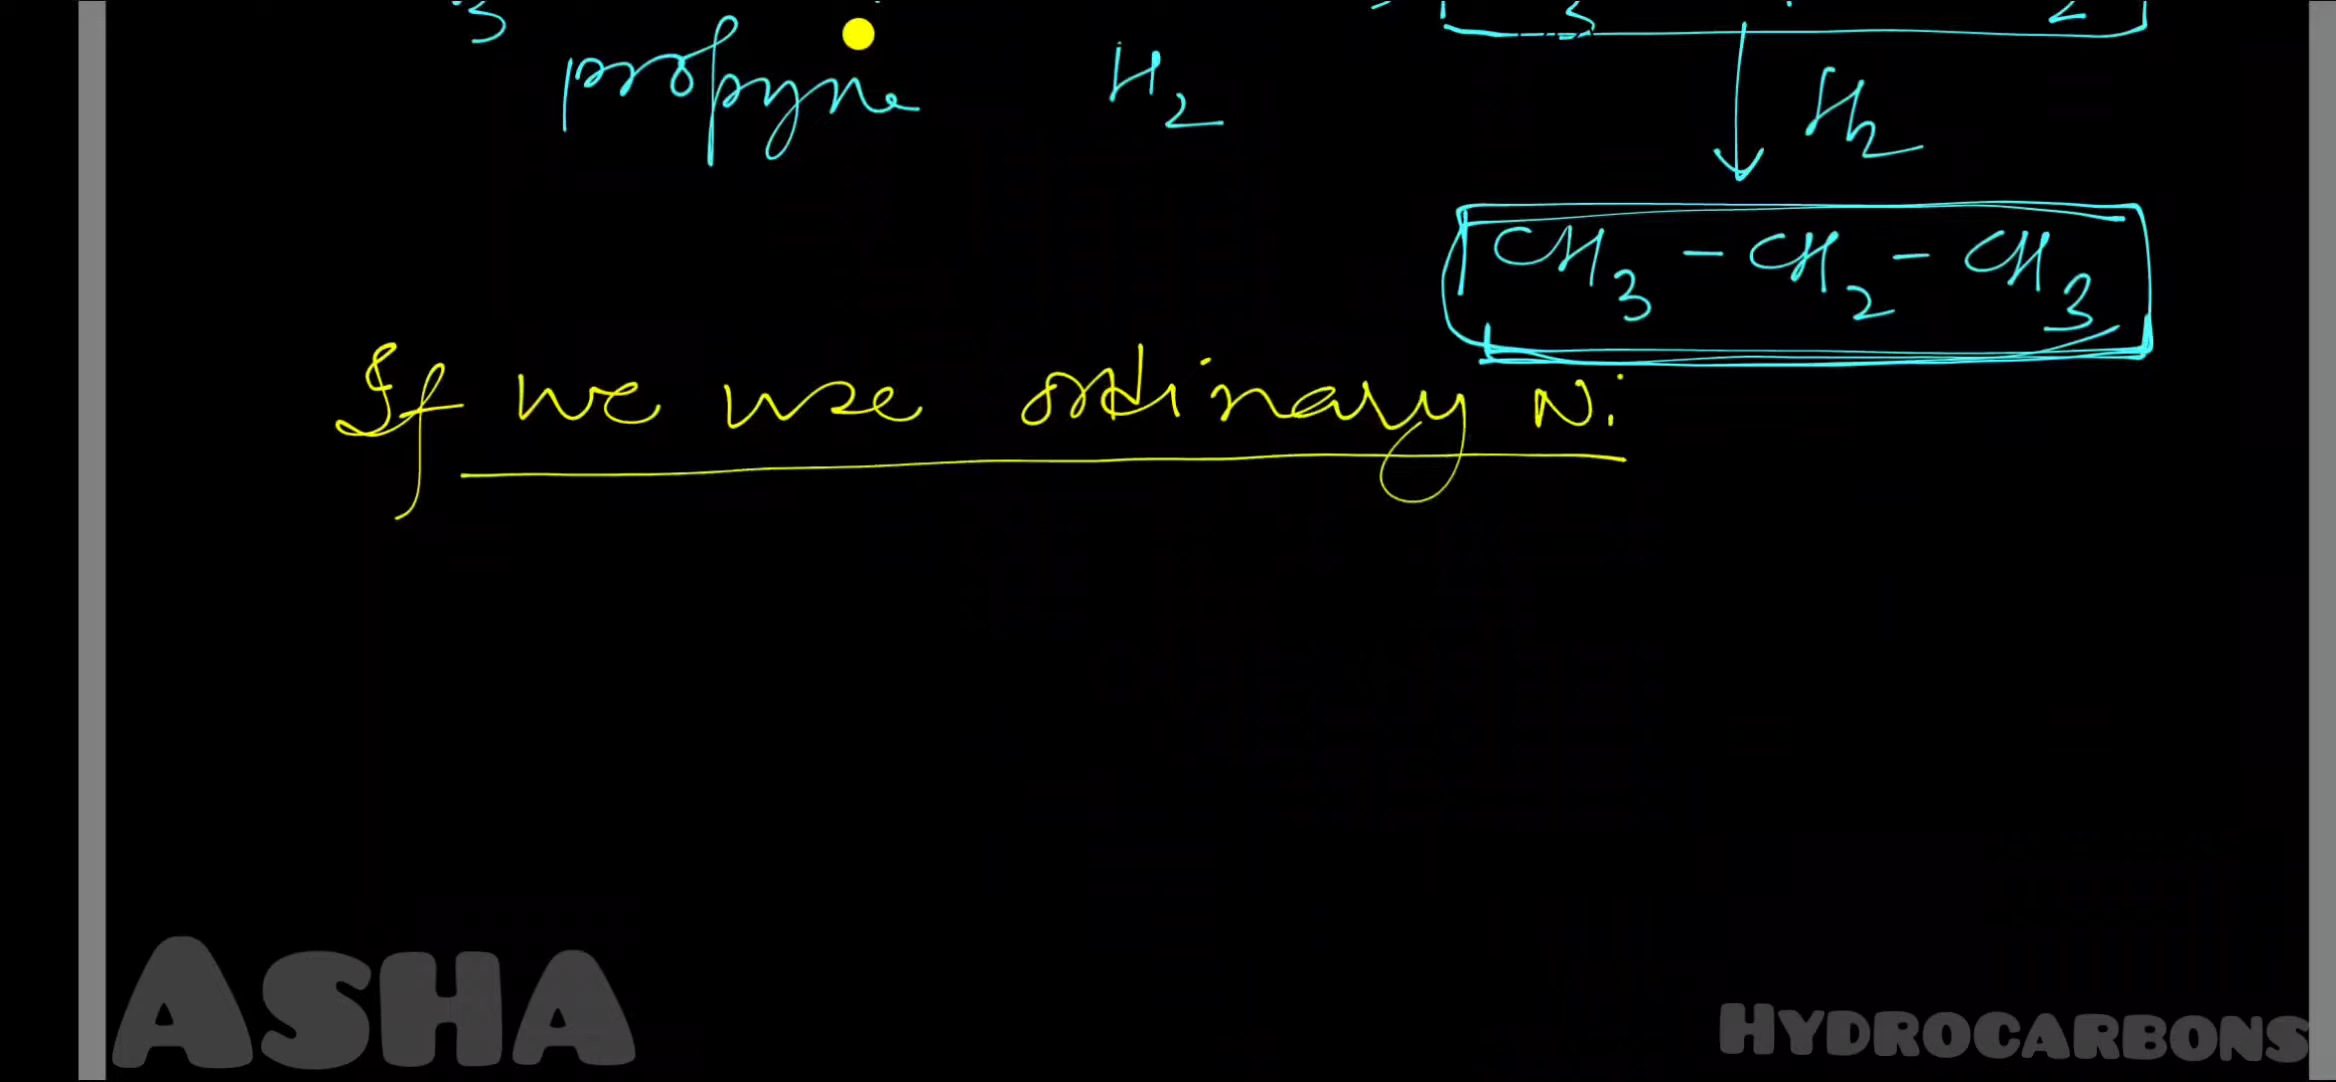 propyne H2
H2
CH3 - CH2 - CH3
If we use ordinary Ni
ASHA
HYDROCARBONS